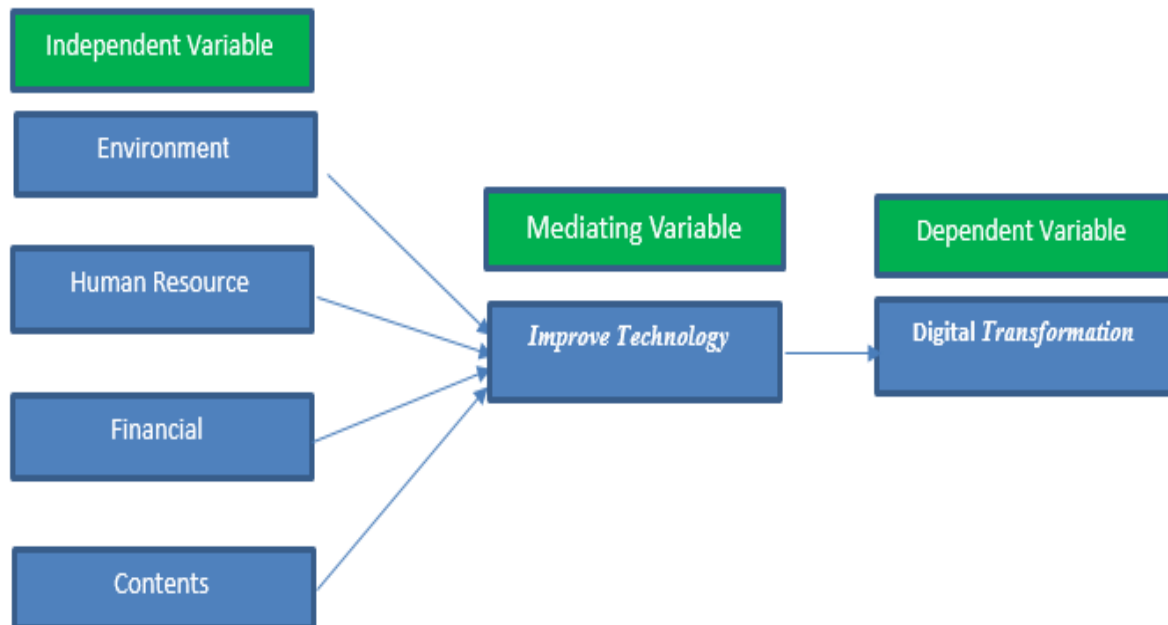 Independent Variable
Environment
Human Resource
Financial
Contents
Mediating Variable
Improve Technology
Dependent Variable
Digital Transformation